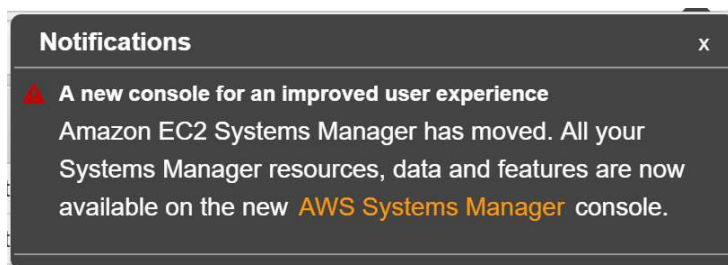 Notifications x
A new console for an improved user experience
Amazon EC2 Systems Manager has moved. All your
Systems Manager resources, data and features are now
available on the new AWS Systems Manager console.